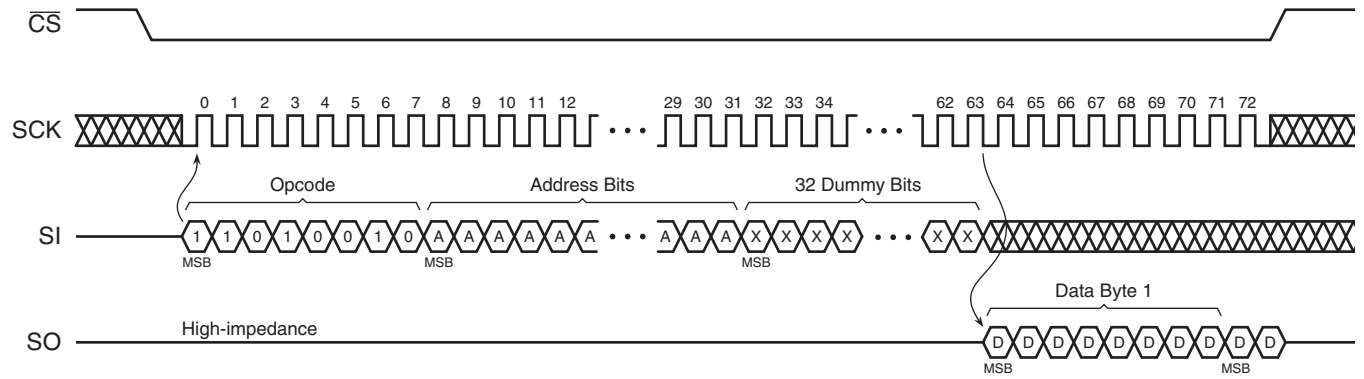 CS
0 1 2 3 4 5 6 7 8 9 10 11 12 29 30 31 32 33 34 62 63 64 65 66 67 68 69 70 71 72
SCK
Opcode Address Bits 32 Dummy Bits
SI 1 1 0 1 0 0 1 0 A A A A A A A A A X X X X X X
MSB MSB MSB
Data Byte 1
High-impedance
SO D D D D D D D D D D
MSB MSB